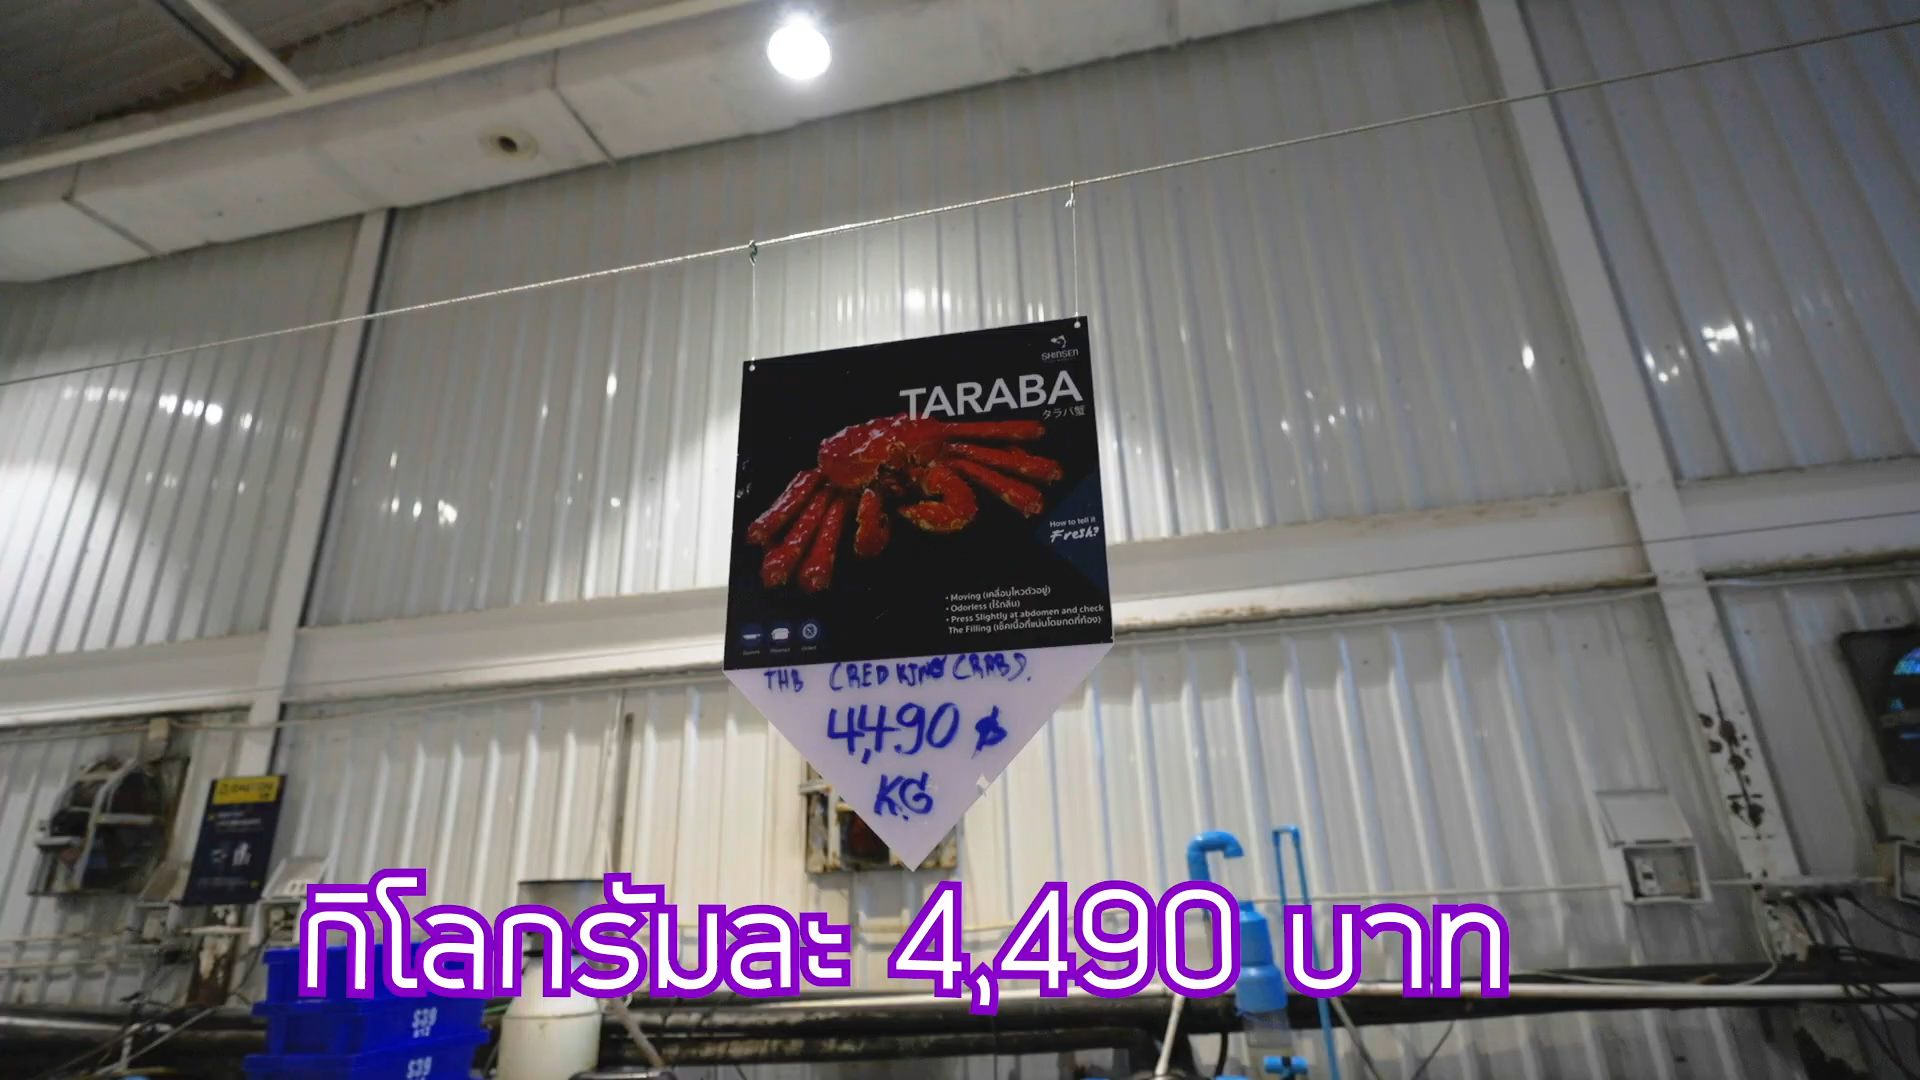 SHINSEN
TARABA
タラバ蟹
How to tell it
Fresh?
• Moving (เคลื่อนไหวตัวอยู่)
• Odorless (ไร้กลิ่น)
• Press Slightly at abdomen and check
The Filling (เช็คเนื้อที่แน่นโดยกดที่ท้อง)
THB (RED KING CRAB).
4,490 ฿
KG
กิโลกรัมละ 4,490 บาท
S39
S39